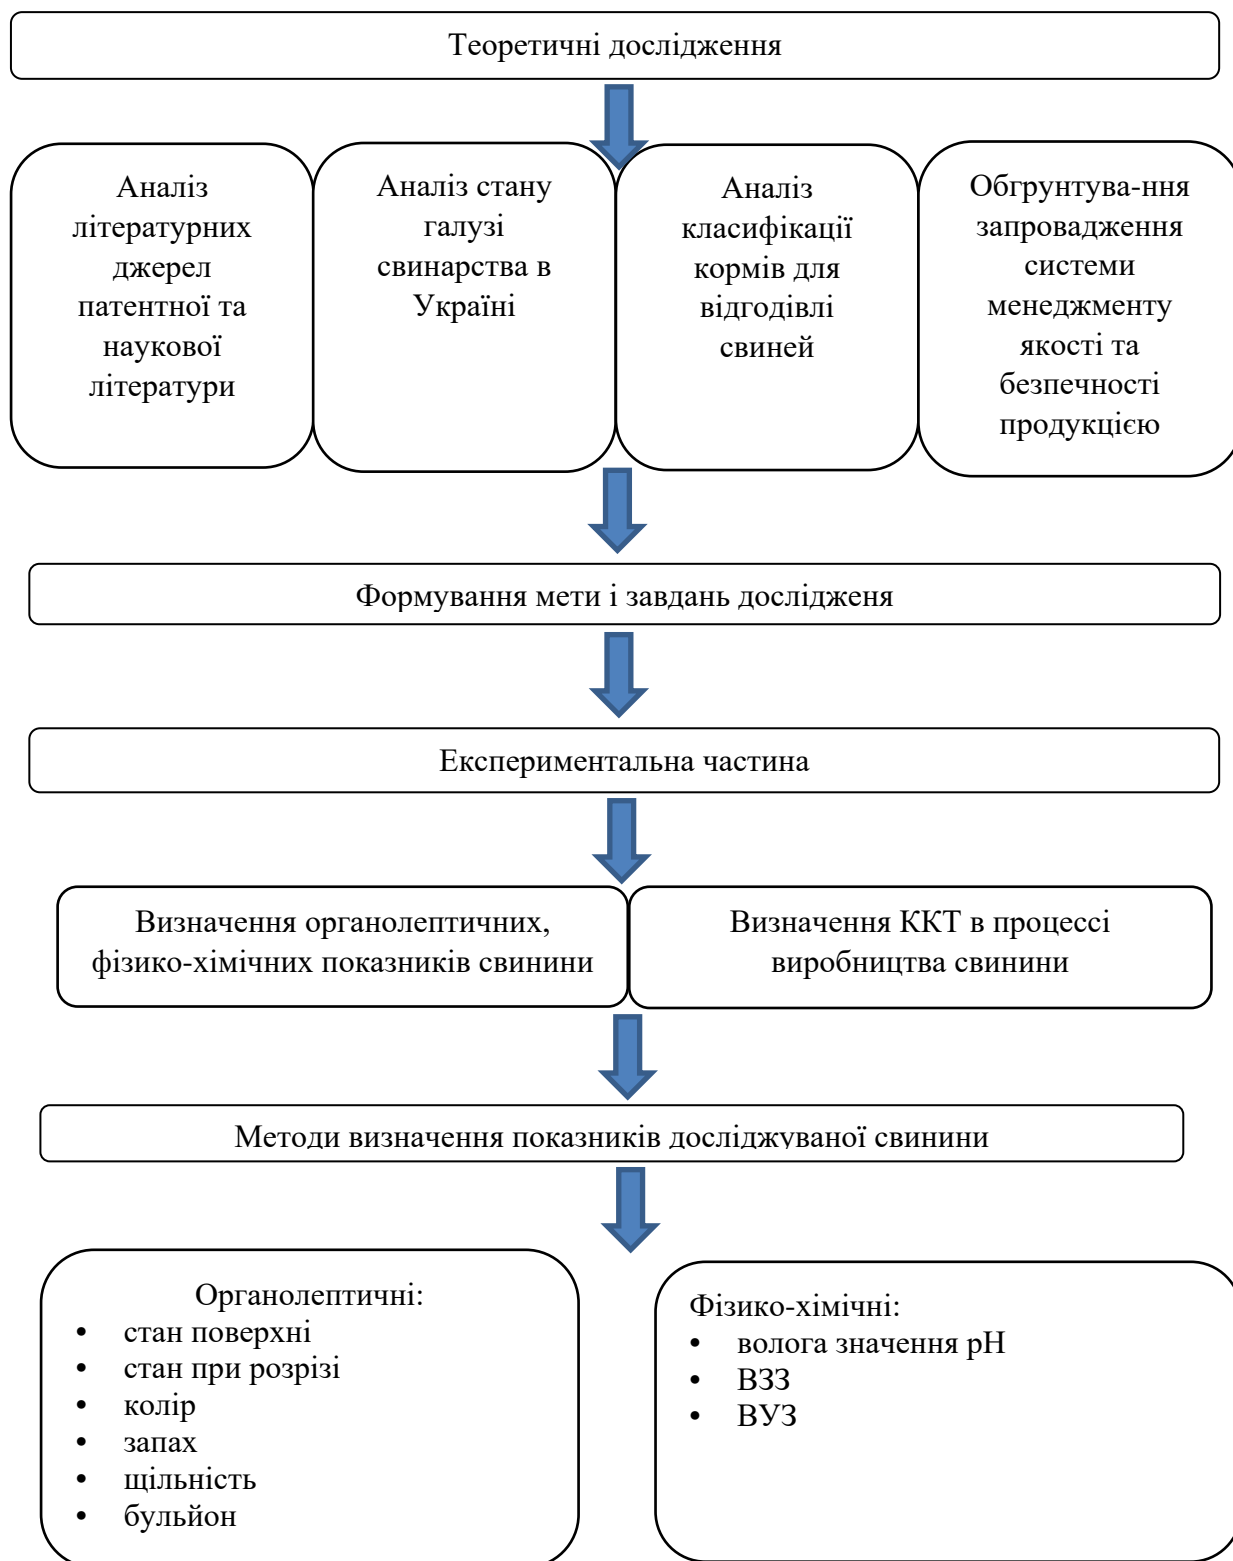 Теоретичні дослідження
Аналіз
літературних
джерел
патентної та
наукової
літератури
Аналіз стану
галузі
свинарства в
Україні
Аналіз
класифікації
кормів для
відгодівлі
свиней
Обгрунтува-ння
запровадження
системи
менеджменту
якості та
безпечності
продукцією
Формування мети і завдань дослідженя
Експериментальна частина
Визначення органолептичних,
фізико-хімічних показників свинини
Визначення ККТ в процессі
виробництва свинини
Методи визначення показників досліджуваної свинини
Органолептичні:
• стан поверхні
• стан при розрізі
• колір
• запах
• щільність
• бульйон
Фізико-хімічні:
• волога значення рН
• ВЗЗ
• ВУЗ